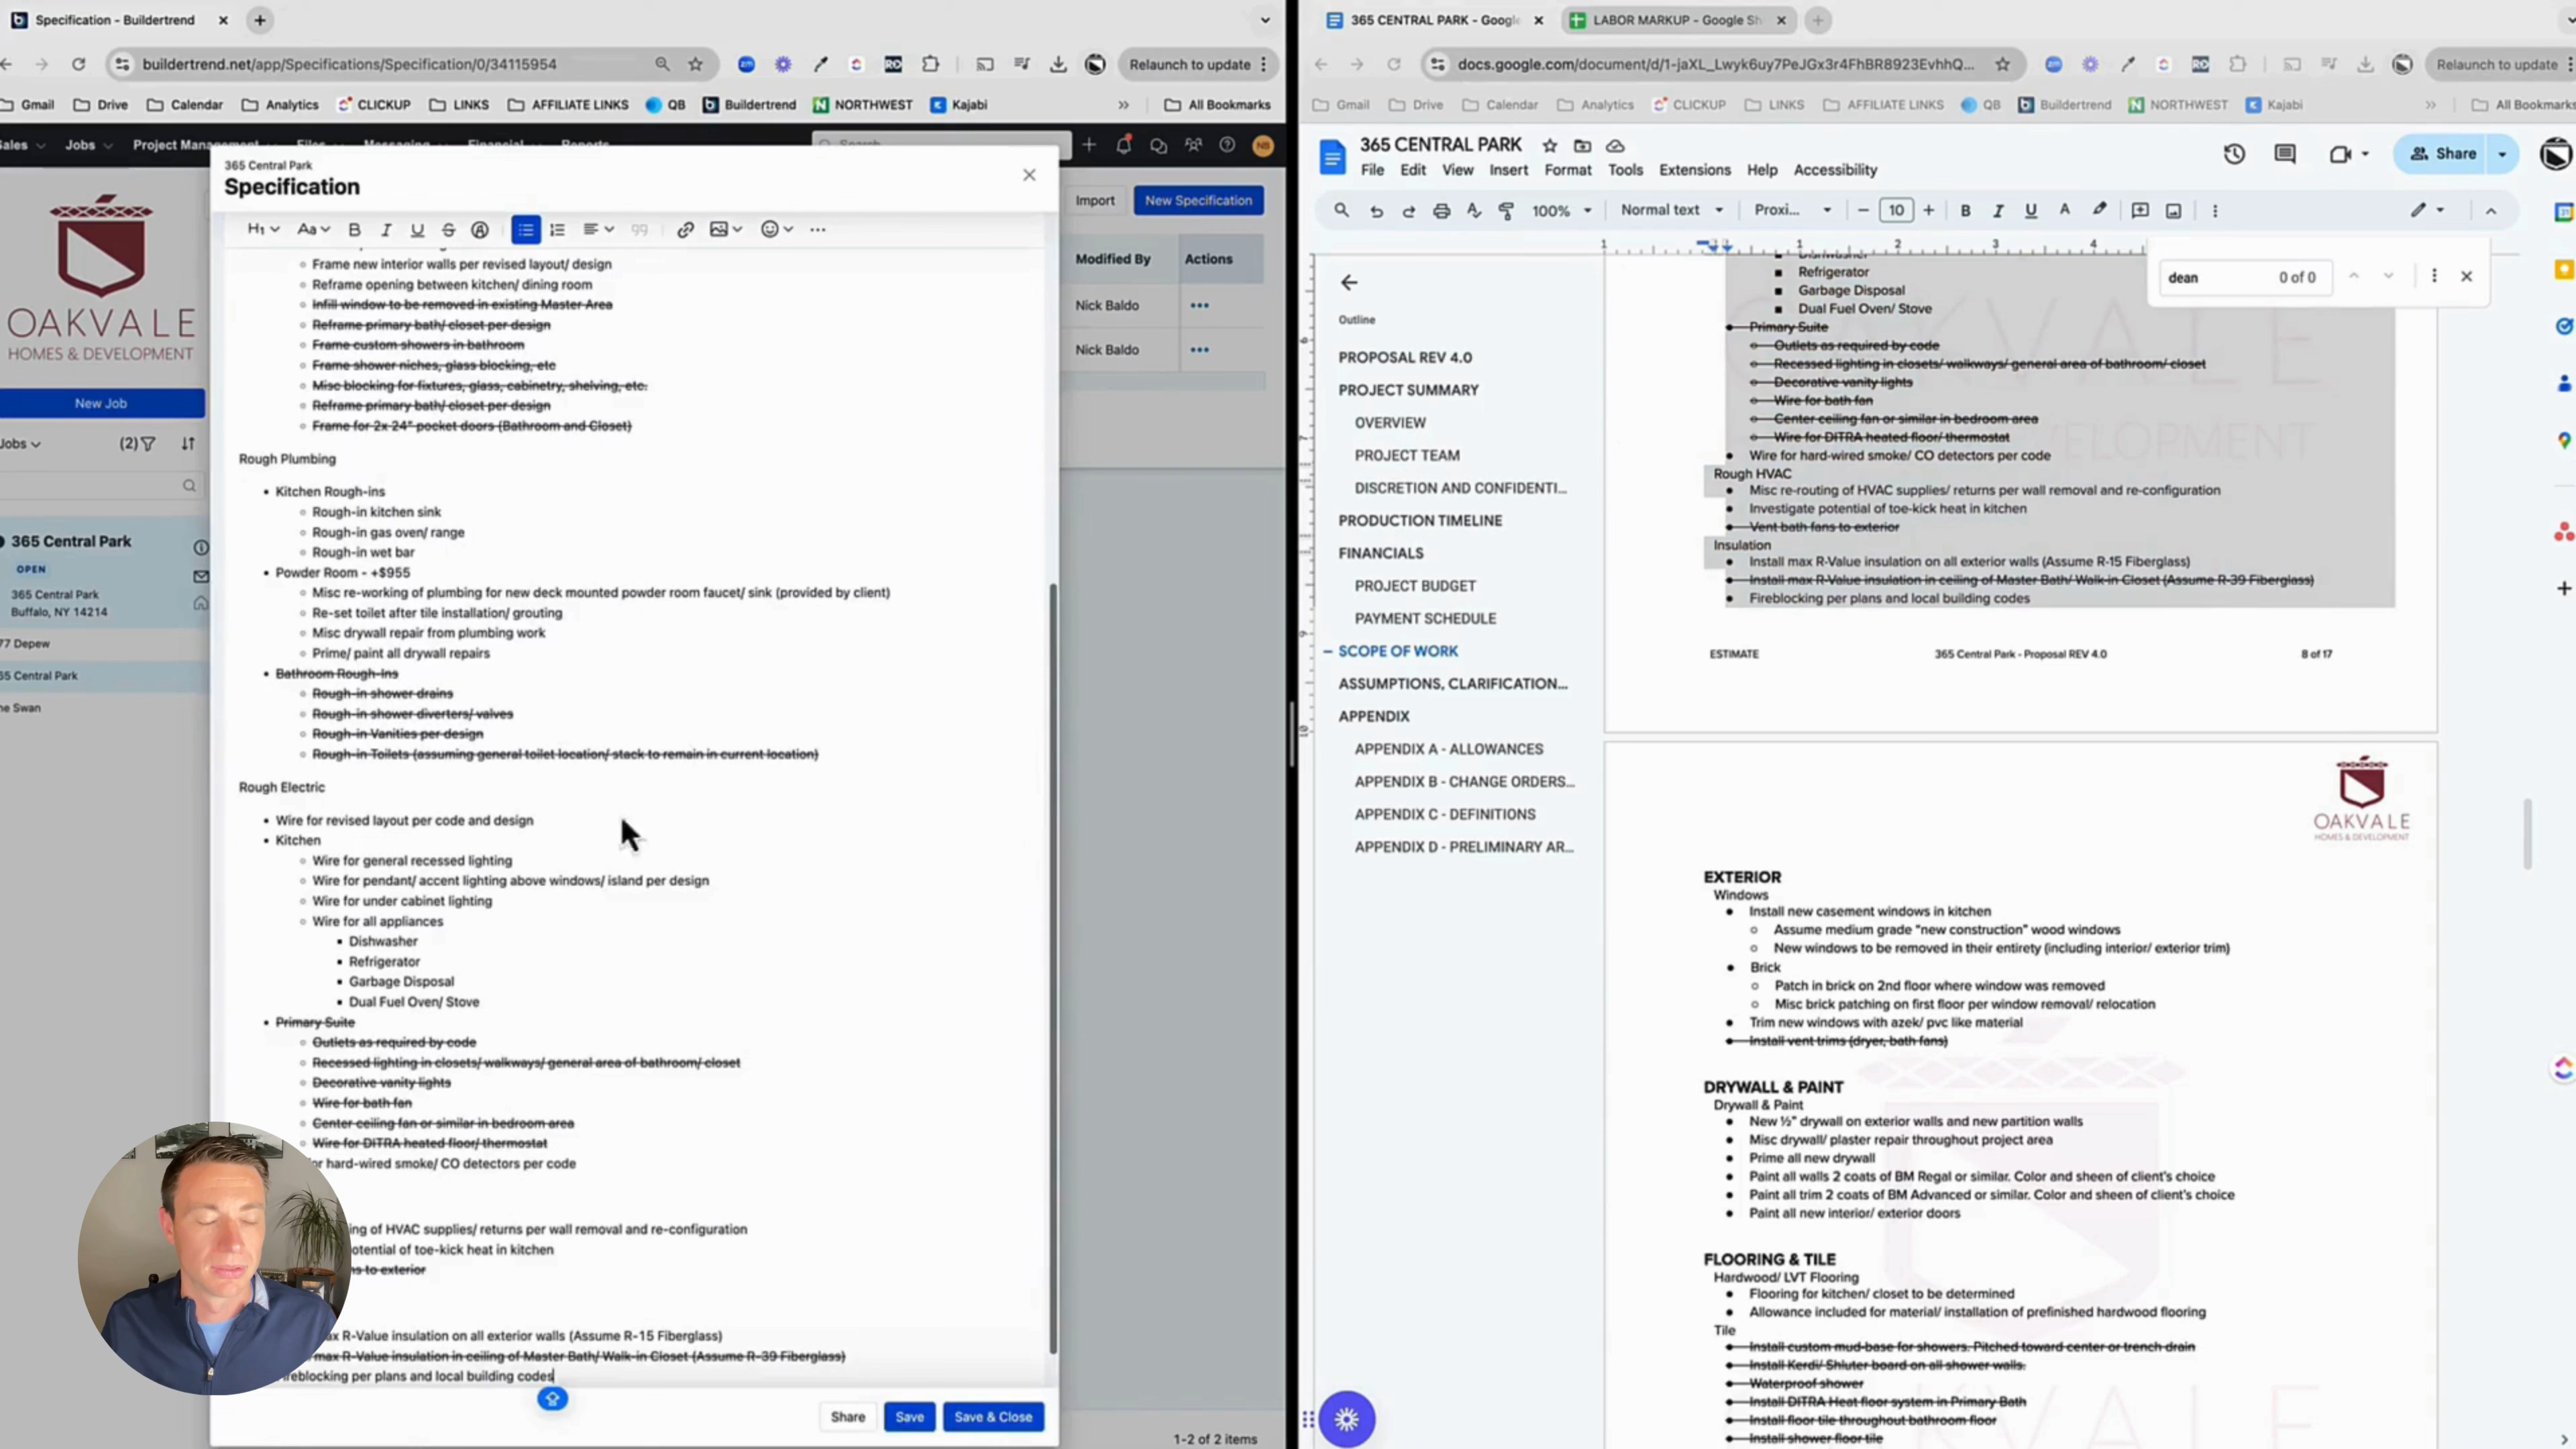 Specification - Buildertrend
buildertrend.net/app/Specifications/Specification/0/34115954
Relaunch to update
Gmail Drive Calendar Analytics CLICKUP LINKS AFFILIATE LINKS QB Buildertrend NORTHWEST Kajabi All Bookmarks
Jobs
New Job
Jobs
(2)
OAKVALE
HOMES & DEVELOPMENT
365 Central Park
OPEN
365 Central Park
Buffalo, NY 14214
77 Depew
65 Central Park
ne Swan
365 Central Park
Specification
Import
New Specification
Modified By
Actions
Nick Baldo
Nick Baldo
Frame new interior walls per revised layout/ design
Reframe opening between kitchen/ dining room
Infill window to be removed in existing Master Area
Reframe primary bath/ closet per design
Frame custom showers in bathroom
Frame shower niches, glass blocking, etc
Misc blocking for fixtures, glass, cabinetry, shelving, etc.
Reframe primary bath/ closet per design
Frame for 2x 24" pocket doors (Bathroom and Closet)
Rough Plumbing
Kitchen Rough-ins
Rough-in kitchen sink
Rough-in gas oven/ range
Rough-in wet bar
Powder Room - +$955
Misc re-working of plumbing for new deck mounted powder room faucet/ sink (provided by client)
Re-set toilet after tile installation/ grouting
Misc drywall repair from plumbing work
Prime/ paint all drywall repairs
Bathroom Rough-Ins
Rough-in shower drains
Rough-in shower diverters/ valves
Rough-in Vanities per design
Rough-in Toilets (assuming general toilet location/ stack to remain in current location)
Rough Electric
Wire for revised layout per code and design
Kitchen
Wire for general recessed lighting
Wire for pendant/ accent lighting above windows/ island per design
Wire for under cabinet lighting
Wire for all appliances
Dishwasher
Refrigerator
Garbage Disposal
Dual Fuel Oven/ Stove
Primary Suite
Outlets as required by code
Recessed lighting in closets/ walkways/ general area of bathroom/ closet
Decorative vanity lights
Wire for bath fan
Center ceiling fan or similar in bedroom area
Wire for DITRA heated floor/ thermostat
or hard-wired smoke/ CO detectors per code
ing of HVAC supplies/ returns per wall removal and re-configuration
otential of toe-kick heat in kitchen
ns to exterior
ax R-Value insulation on all exterior walls (Assume R-15 Fiberglass)
max R-Value insulation in ceiling of Master Bath/ Walk-in Closet (Assume R-39 Fiberglass)
ireblocking per plans and local building codes
Share
Save
Save & Close
1-2 of 2 items
365 CENTRAL PARK - Googl
LABOR MARKUP - Google Sh
docs.google.com/document/d/1-jaXL_Lwyk6uy7PeJGx3r4FhBR8923EvhhQ...
Relaunch to update
Gmail Drive Calendar Analytics CLICKUP LINKS AFFILIATE LINKS QB Buildertrend NORTHWEST Kajabi All Bookmarks
365 CENTRAL PARK
File Edit View Insert Format Tools Extensions Help Accessibility
Share
100% Normal text Proxi... 10
dean 0 of 0
Outline
PROPOSAL REV 4.0
PROJECT SUMMARY
OVERVIEW
PROJECT TEAM
DISCRETION AND CONFIDENTI...
PRODUCTION TIMELINE
FINANCIALS
PROJECT BUDGET
PAYMENT SCHEDULE
SCOPE OF WORK
ASSUMPTIONS, CLARIFICATION...
APPENDIX
APPENDIX A - ALLOWANCES
APPENDIX B - CHANGE ORDERS...
APPENDIX C - DEFINITIONS
APPENDIX D - PRELIMINARY AR...
Dishwasher
Refrigerator
Garbage Disposal
Dual Fuel Oven/ Stove
Primary Suite
Outlets as required by code
Recessed lighting in closets/ walkways/ general area of bathroom/ closet
Decorative vanity lights
Wire for bath fan
Center ceiling fan or similar in bedroom area
Wire for DITRA heated floor/ thermostat
Wire for hard-wired smoke/ CO detectors per code
Rough HVAC
Misc re-routing of HVAC supplies/ returns per wall removal and re-configuration
Investigate potential of toe-kick heat in kitchen
Vent bath fans to exterior
Insulation
Install max R-Value insulation on all exterior walls (Assume R-15 Fiberglass)
Install max R-Value insulation in ceiling of Master Bath/ Walk-in Closet (Assume R-39 Fiberglass)
Fireblocking per plans and local building codes
ESTIMATE 365 Central Park - Proposal REV 4.0 8 of 17
OAKVALE
HOMES & DEVELOPMENT
EXTERIOR
Windows
Install new casement windows in kitchen
Assume medium grade "new construction" wood windows
New windows to be removed in their entirety (including interior/ exterior trim)
Brick
Patch in brick on 2nd floor where window was removed
Misc brick patching on first floor per window removal/ relocation
Trim new windows with azek/ pvc like material
Install vent trims (dryer, bath fans)
DRYWALL & PAINT
Drywall & Paint
New ½" drywall on exterior walls and new partition walls
Misc drywall/ plaster repair throughout project area
Prime all new drywall
Paint all walls 2 coats of BM Regal or similar. Color and sheen of client's choice
Paint all trim 2 coats of BM Advanced or similar. Color and sheen of client's choice
Paint all new interior/ exterior doors
FLOORING & TILE
Hardwood/ LVT Flooring
Flooring for kitchen/ closet to be determined
Allowance included for material/ installation of prefinished hardwood flooring
Tile
Install custom mud-base for showers. Pitched toward center or trench drain
Install Kerdi/ Shluter board on all shower walls.
Waterproof shower
Install DITRA Heat floor system in Primary Bath
Install floor tile throughout bathroom floor
Install shower floor tile